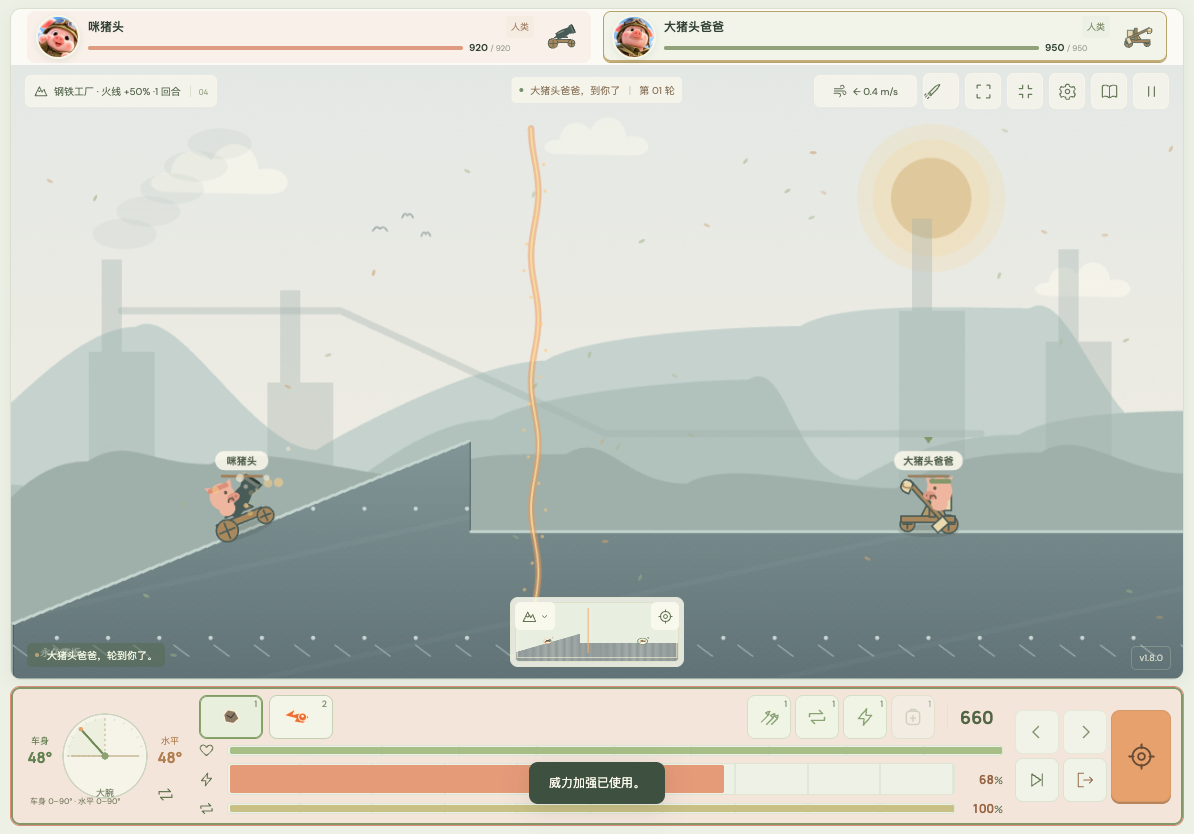 咪猪头
人类
920 / 920
大猪头爸爸
人类
950 / 950
钢铁工厂 · 火线 +50% ·1 回合 04
大猪头爸爸，到你了 第 01 轮
← 0.4 m/s
咪猪头
大猪头爸爸
大猪头爸爸，轮到你了。
v1.8.0
车身
48°
水平
48°
大腕
车身 0–90° · 水平 0–90°
1
2
1
1
1
1
660
68%
100%
威力加强已使用。